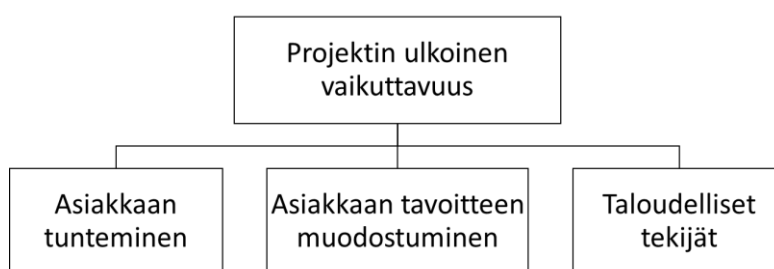 Projektin ulkoinen
vaikuttavuus
Asiakkaan
tunteminen
Asiakkaan tavoitteen
muodostuminen
Taloudelliset
tekijät